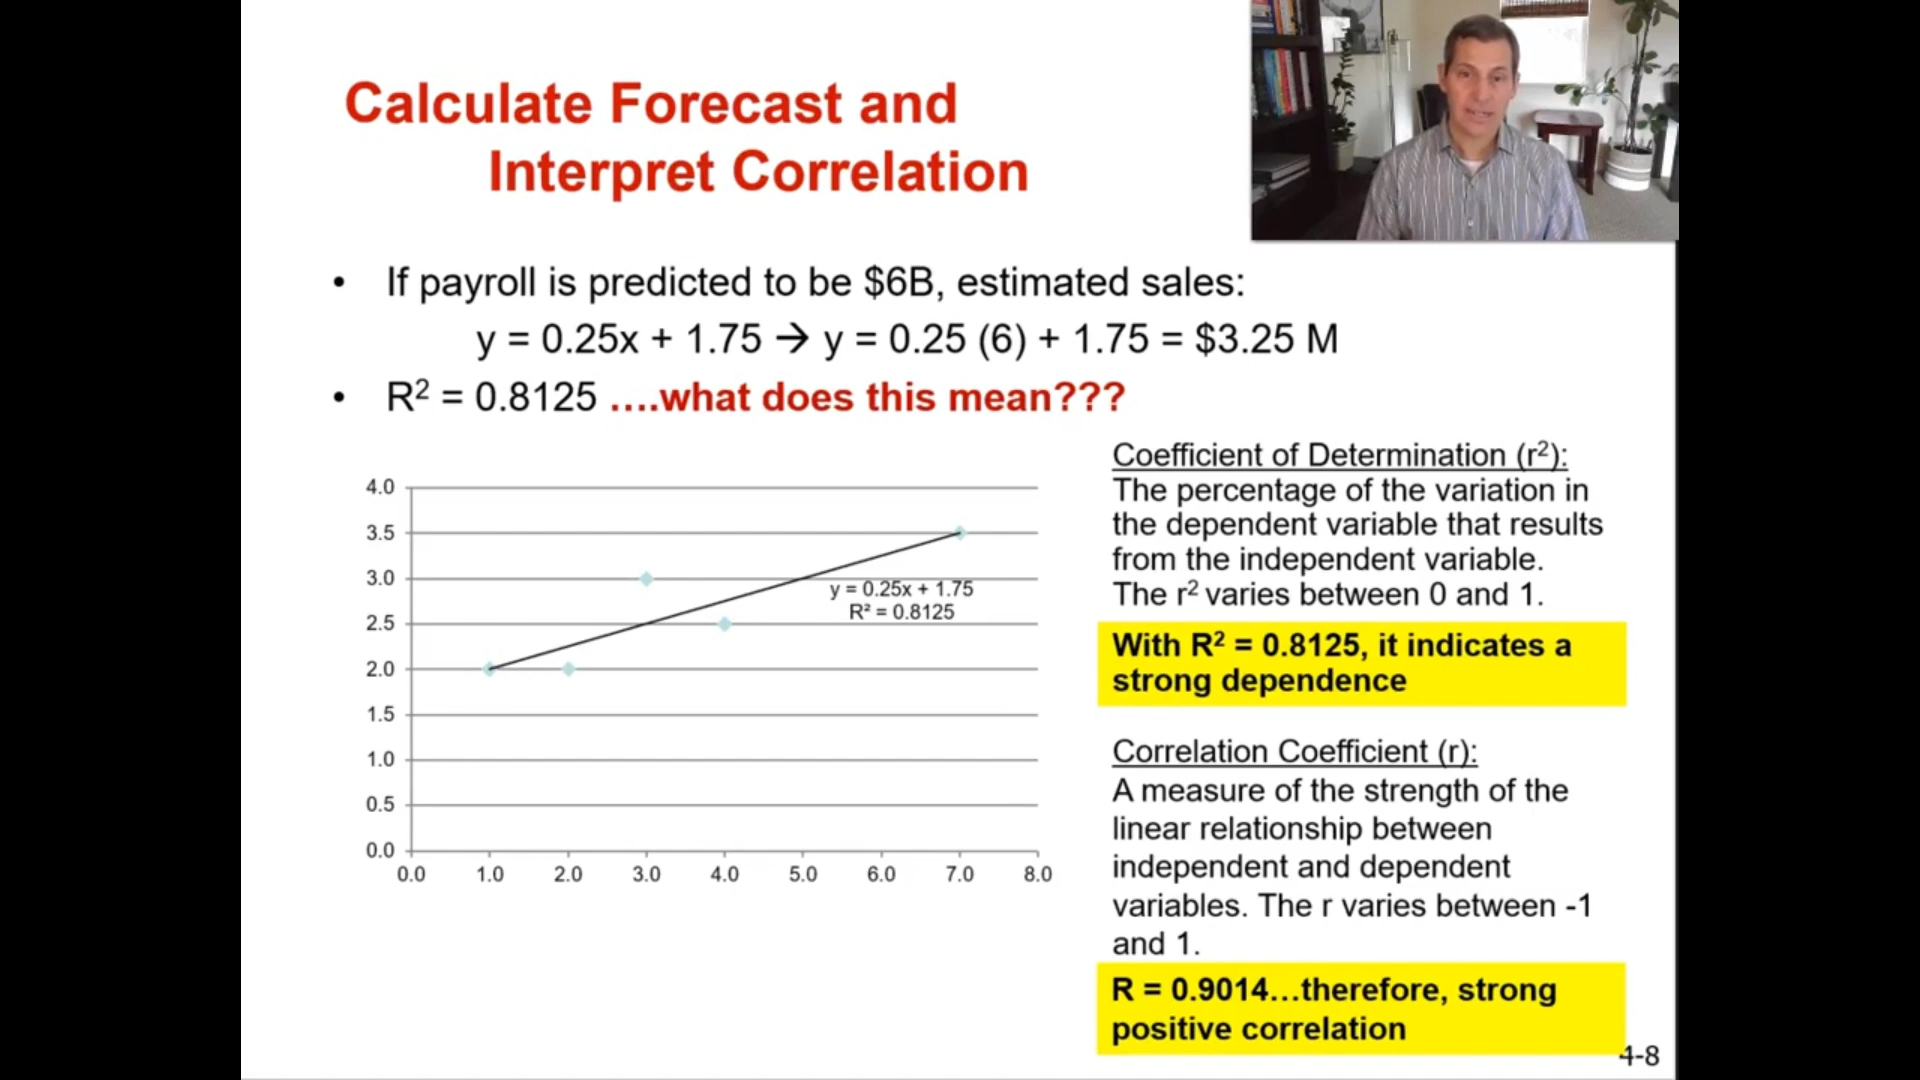 Calculate Forecast and
Interpret Correlation
• If payroll is predicted to be $6B, estimated sales:
y = 0.25x + 1.75 → y = 0.25 (6) + 1.75 = $3.25 M
• R² = 0.8125 ….what does this mean???
4.0
3.5
3.0
2.5
2.0
1.5
1.0
0.5
0.0
0.0 1.0 2.0 3.0 4.0 5.0 6.0 7.0 8.0
y = 0.25x + 1.75
R² = 0.8125
Coefficient of Determination (r²):
The percentage of the variation in
the dependent variable that results
from the independent variable.
The r² varies between 0 and 1.
With R² = 0.8125, it indicates a
strong dependence
Correlation Coefficient (r):
A measure of the strength of the
linear relationship between
independent and dependent
variables. The r varies between -1
and 1.
R = 0.9014…therefore, strong
positive correlation
4-8